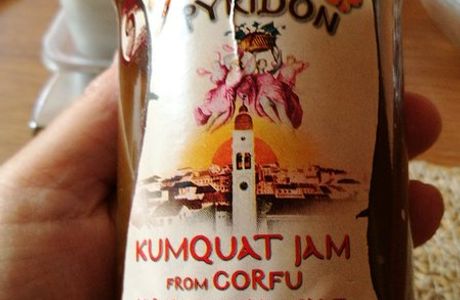 PYRIDON
KUMQUAT JAM
FROM CORFU